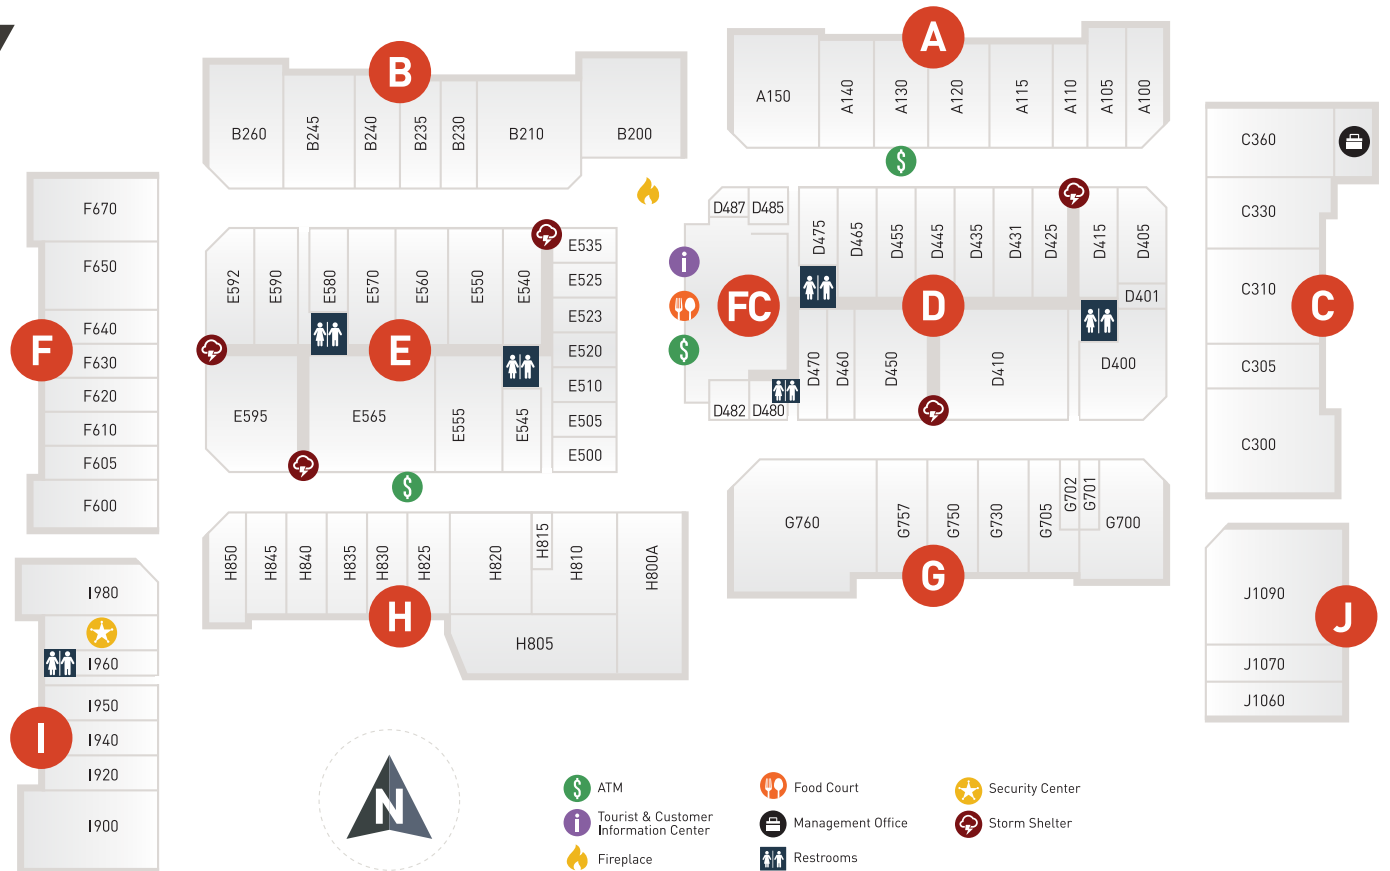 A
B
A150
A140
A130
A120
A115
A110
A105
A100
B260
B245
B240
B235
B230
B210
B200
C360
C330
C310
C305
C300
C
F670
F650
F640
F630
F620
F610
F605
F600
F
E592
E590
E580
E570
E560
E550
E540
E535
E525
E523
E520
E510
E505
E500
E
E595
E565
E555
E545
D487
D485
D475
D465
D455
D445
D435
D431
D425
D415
D405
D401
i
$
$
$
FC
D
D482
D480
D470
D460
D450
D410
D400
G760
G757
G750
G730
G705
G702
G701
G700
G
H850
H845
H840
H835
H830
H825
H820
H815
H810
H800A
H805
H
I980
I960
I950
I940
I920
I900
I
J1090
J1070
J1060
J
N
$ ATM
i Tourist & Customer
Information Center
Fireplace
Food Court
Management Office
Restrooms
Security Center
Storm Shelter